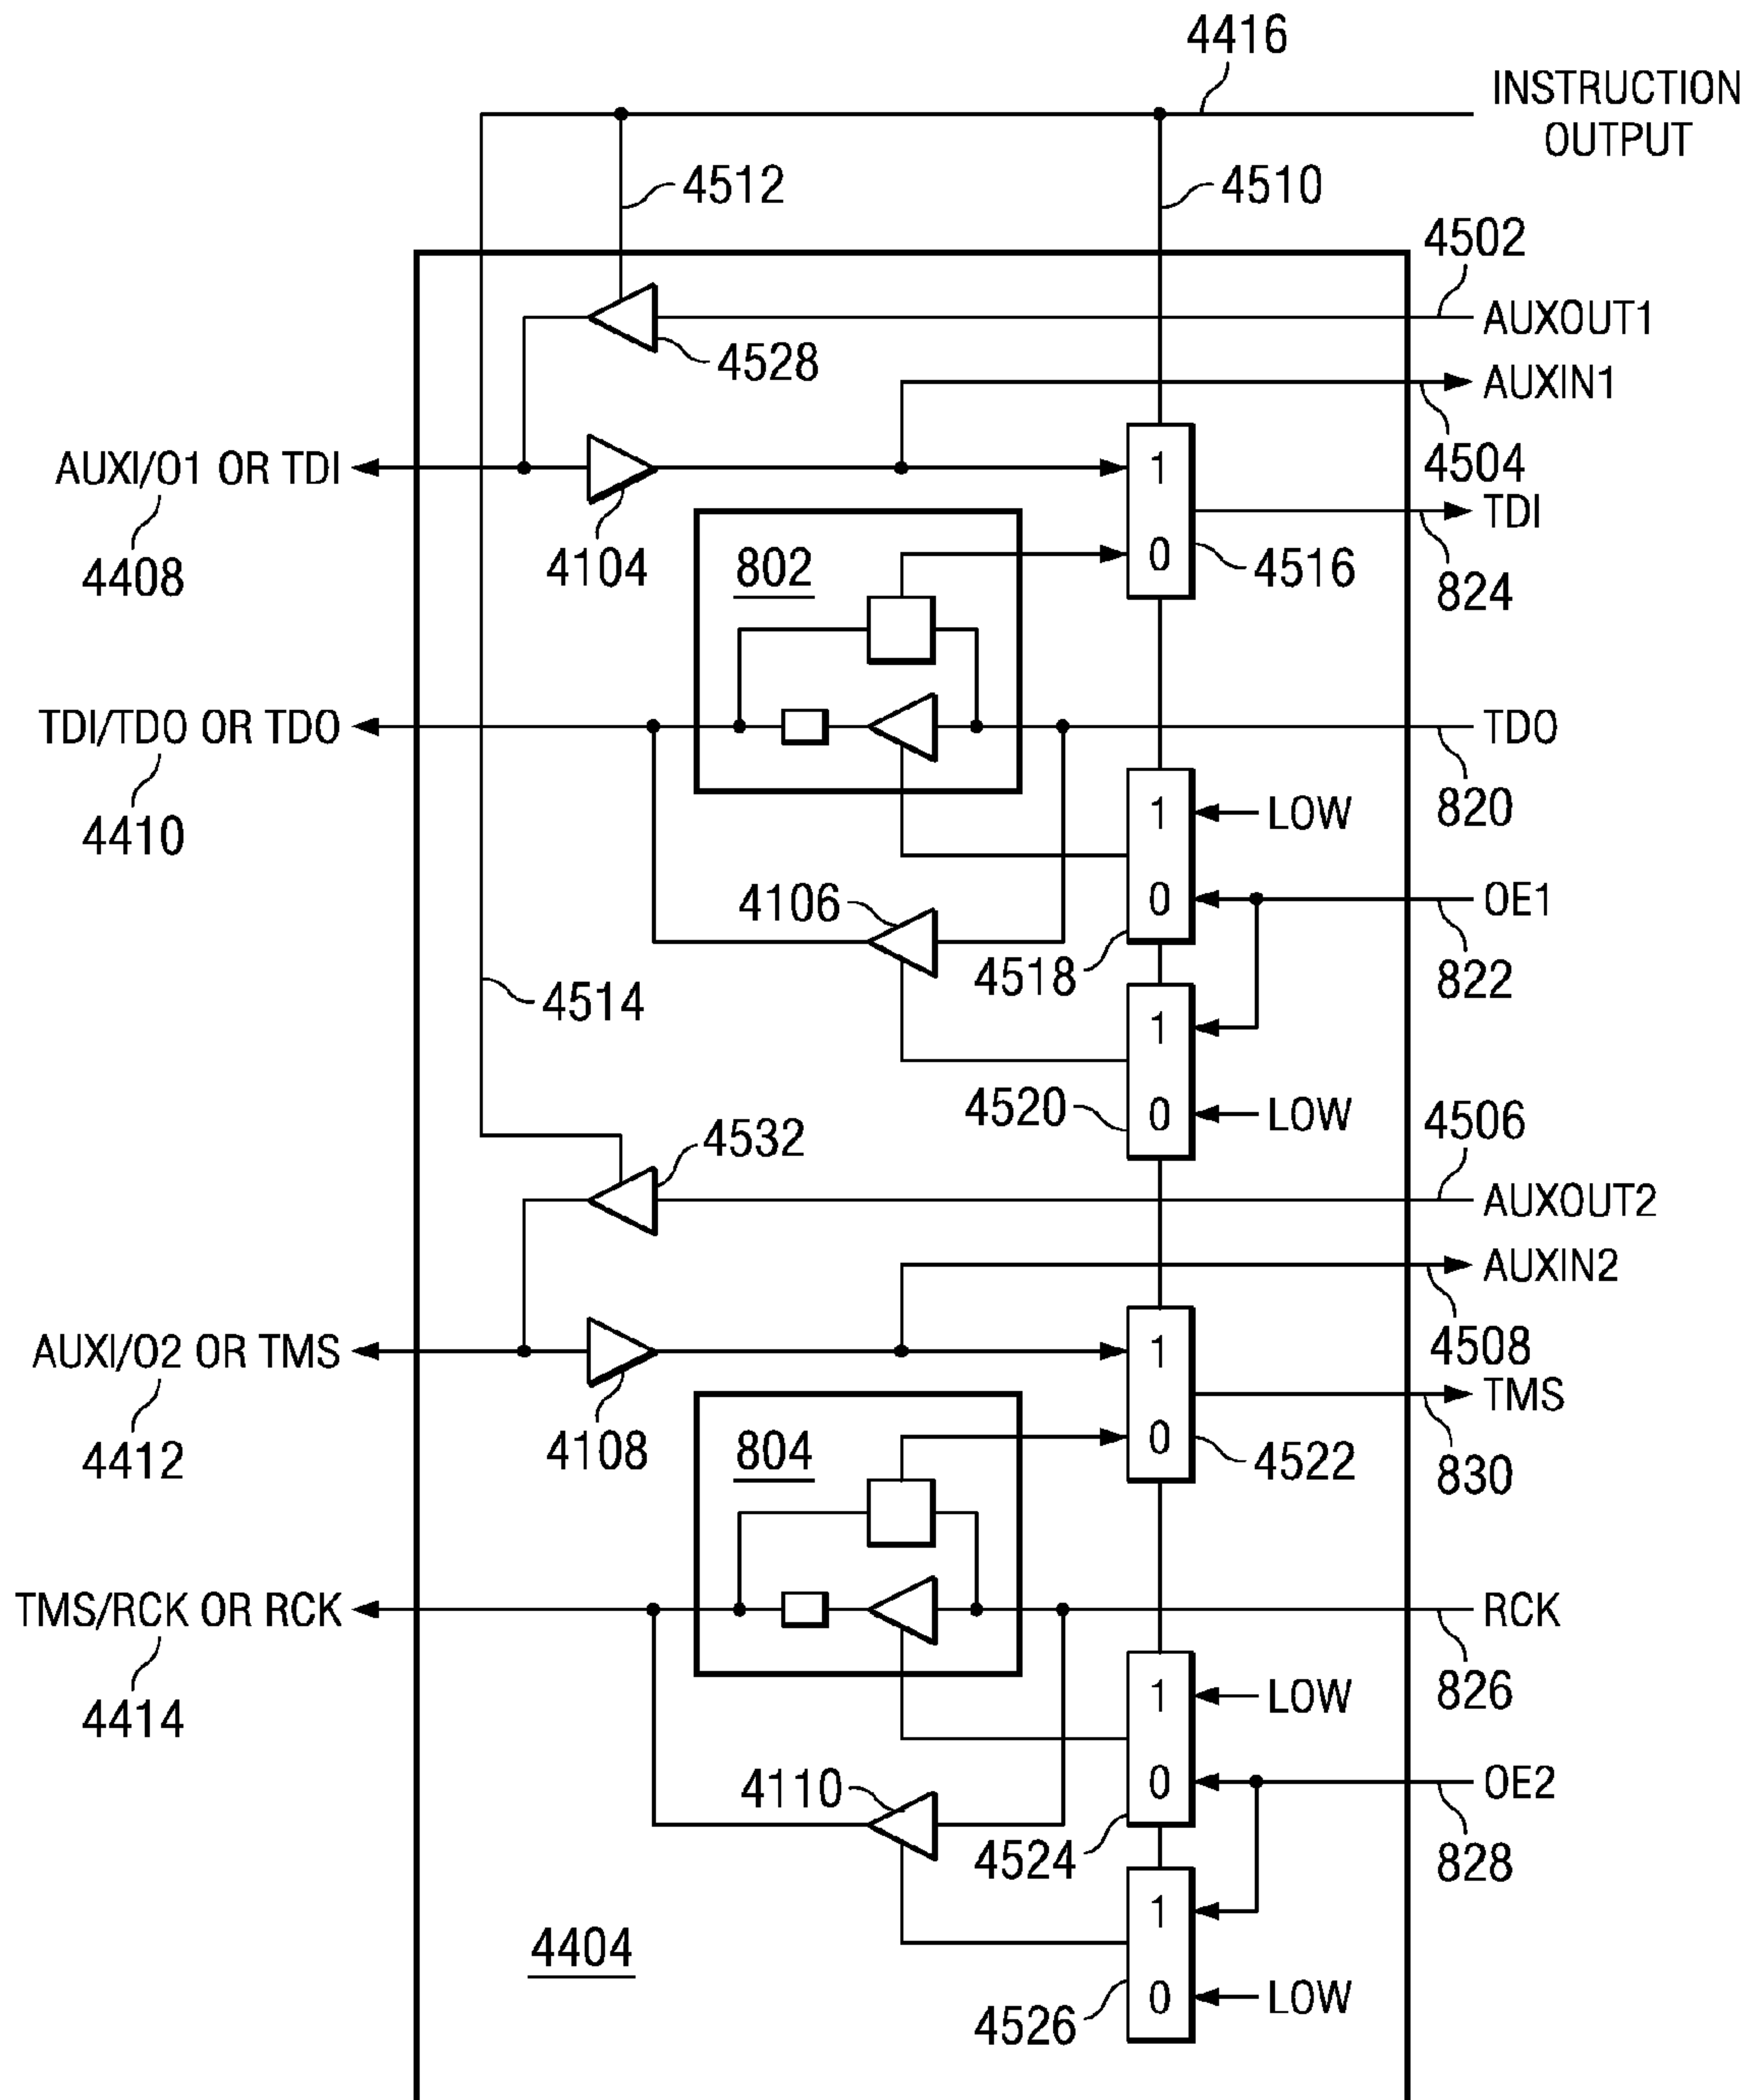 4416
INSTRUCTION
OUTPUT
4512
4510
4502
AUXOUT1
4528
AUXIN1
4504
AUXI/O1 OR TDI
1
TDI
4408
4104
802
0
4516
824
TDI/TDO OR TDO
TDO
4410
1
LOW
820
4106
0
OE1
4518
822
4514
1
4520
0
LOW
4506
4532
AUXOUT2
AUXIN2
AUXI/O2 OR TMS
1
4508
TMS
4412
4108
804
0
4522
830
TMS/RCK OR RCK
RCK
4414
1
LOW
826
4110
0
OE2
4524
828
1
4404
4526
0
LOW